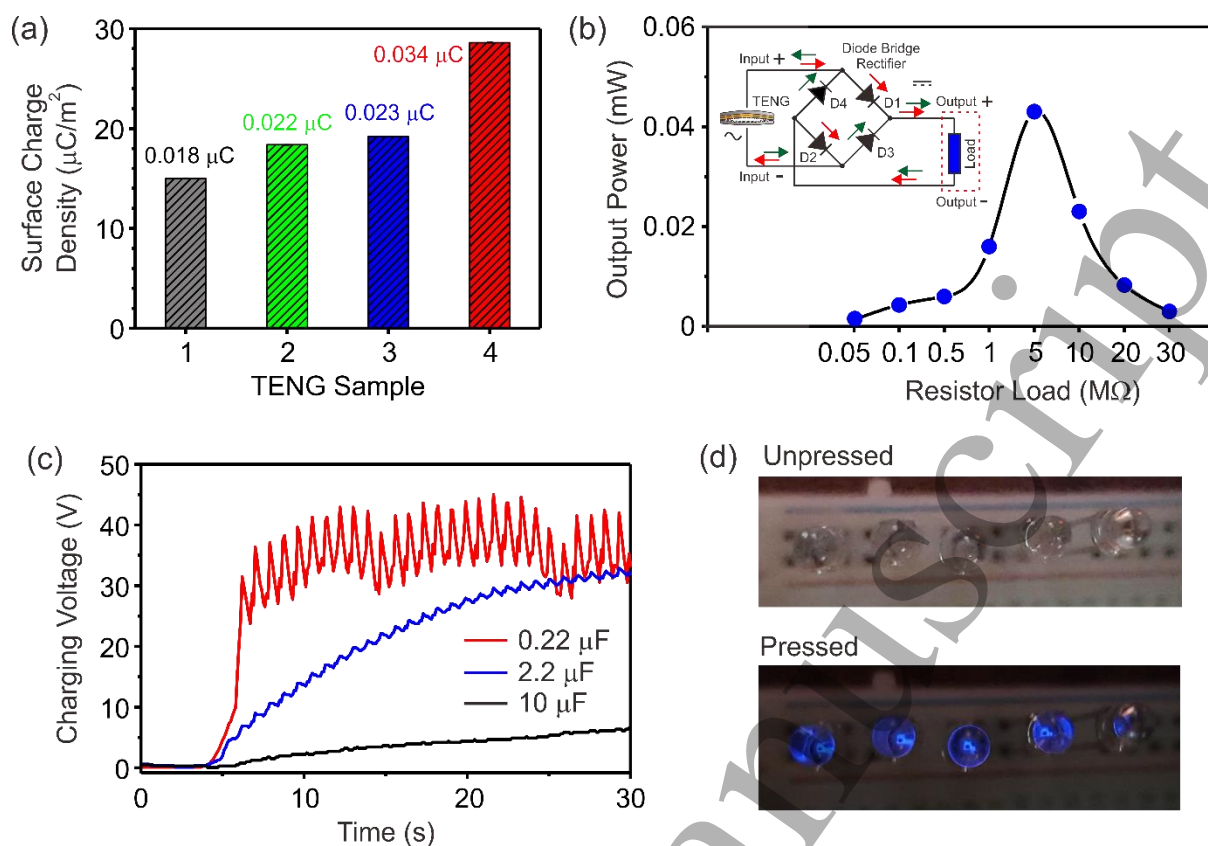 (a)
Surface Charge
Density (μC/m²)
30
20
10
0
0.018 μC
0.022 μC
0.023 μC
0.034 μC
1 2 3 4
TENG Sample
(b)
Output Power (mW)
0.06
0.04
0.02
0
Diode Bridge
Rectifier
Input +
TENG
D4 D1
Output +
D2 D3
Load
Input -
Output -
0.05 0.1 0.5 1 5 10 20 30
Resistor Load (MΩ)
(c)
Charging Voltage (V)
50
40
30
20
10
0
0.22 μF
2.2 μF
10 μF
0 10 20 30
Time (s)
(d)
Unpressed
Pressed
nuscript